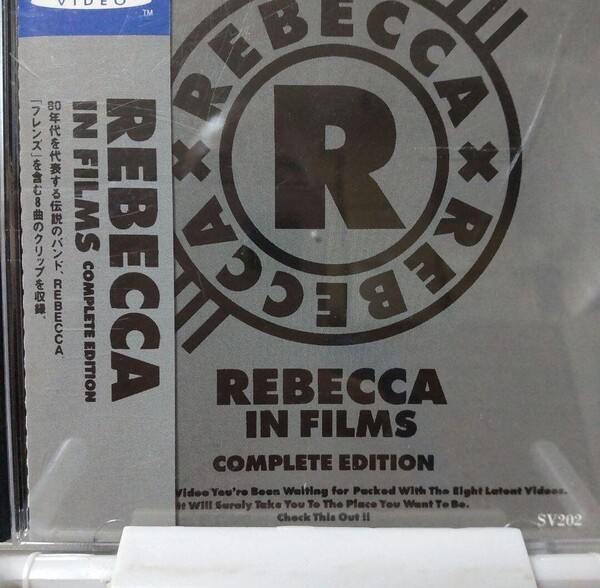 VIDEO
TM
REBECCA
IN FILMS COMPLETE EDITION
80年代を代表する伝説のバンド、REBECCA.
「フレンズ」を含む8曲のクリップを収録.
REBECCA × REBECCA
R
REBECCA
IN FILMS
COMPLETE EDITION
Video You're Been Waiting for Packed With The Eight Latent Videos.
It Will Suraly Take You To The Place You Want To Be.
Check This Out !!
SV202